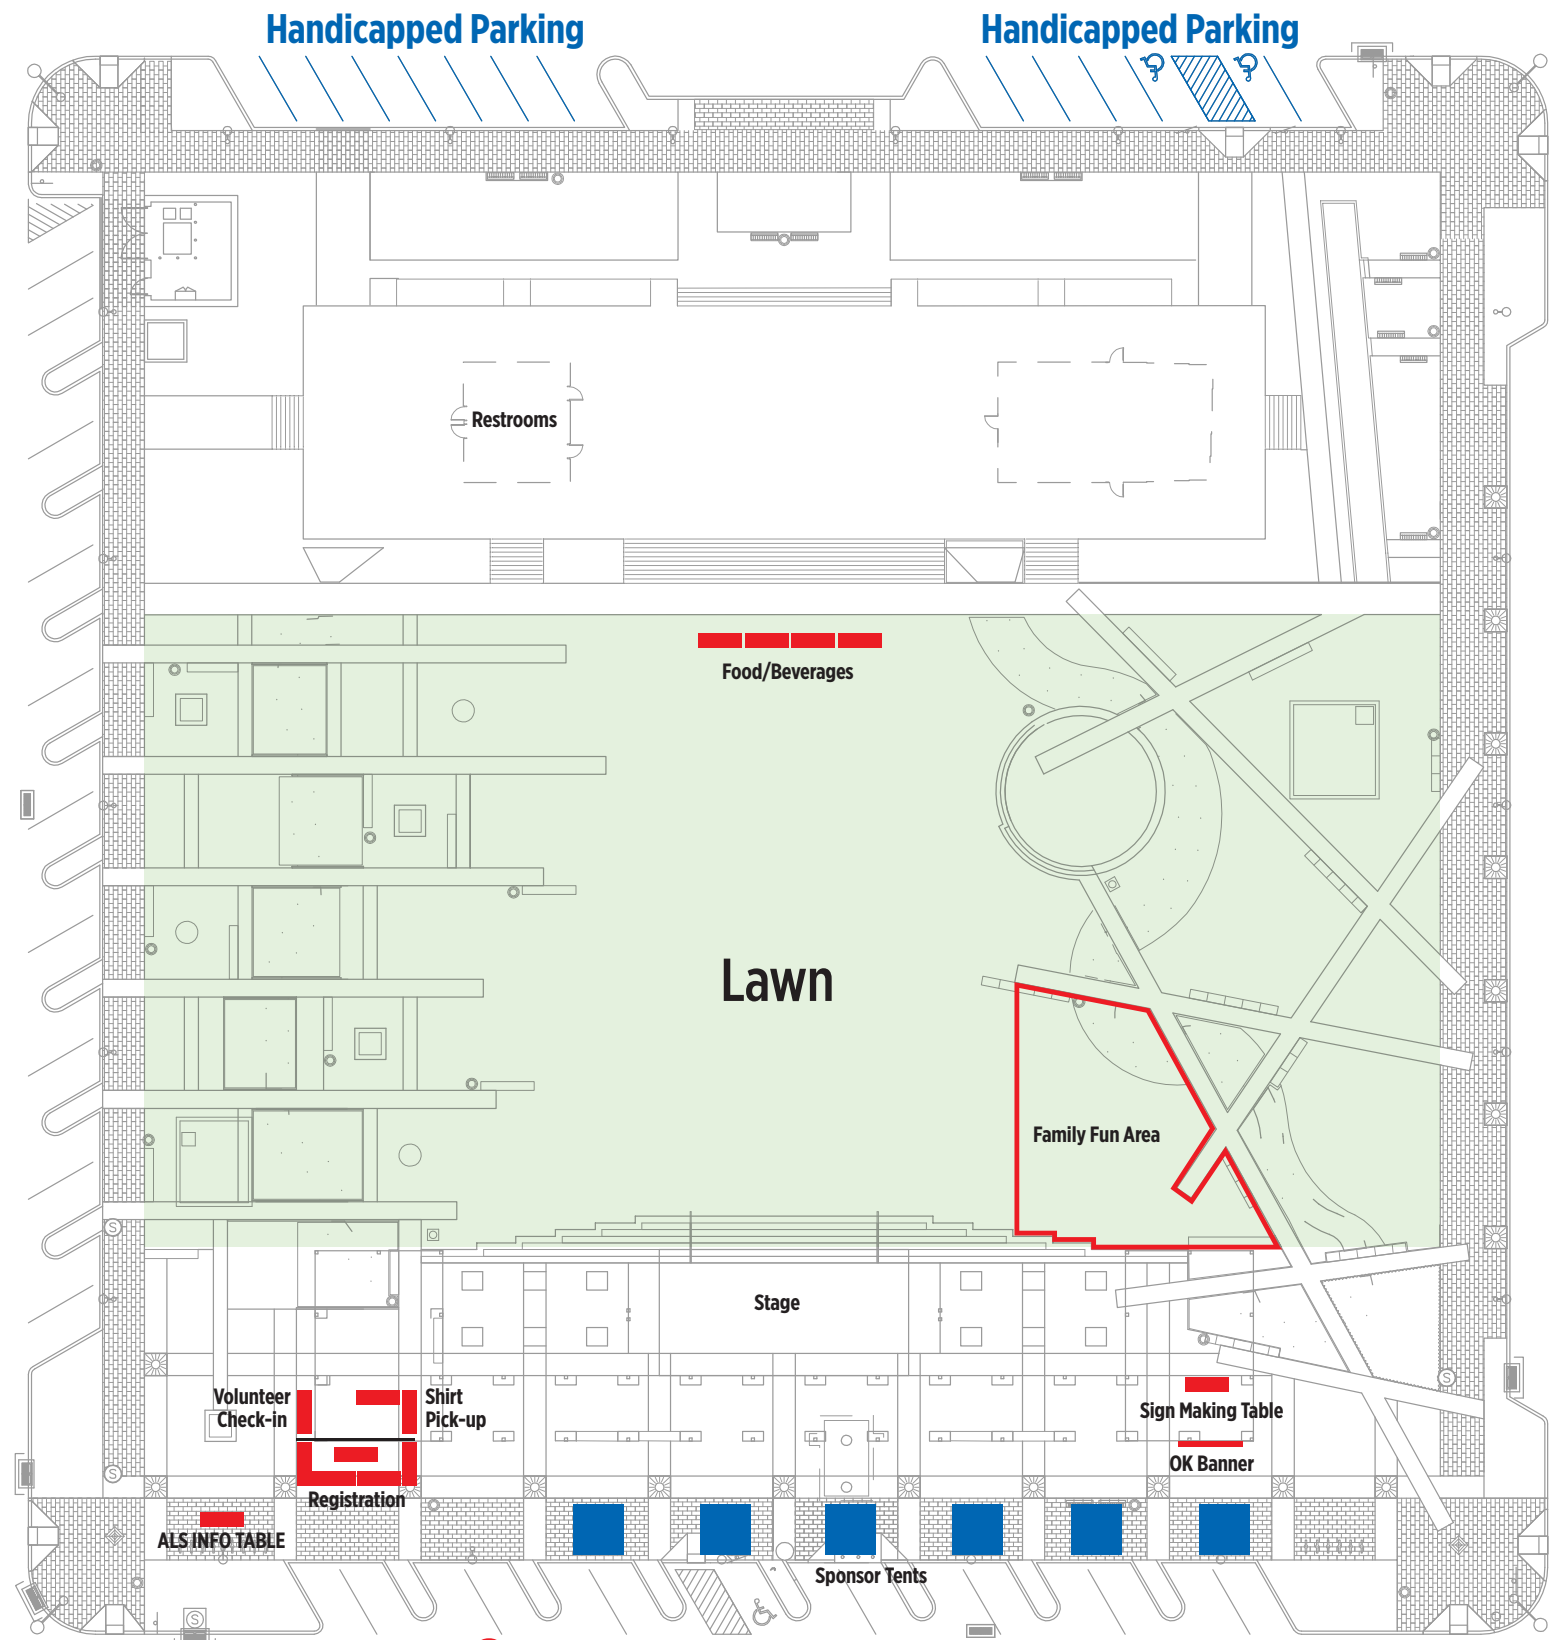 Handicapped Parking
Handicapped Parking
Restrooms
Food/Beverages
Lawn
Family Fun Area
Stage
Volunteer
Check-in
Shirt
Pick-up
Sign Making Table
OK Banner
Registration
ALS INFO TABLE
Sponsor Tents
S
S
S
S